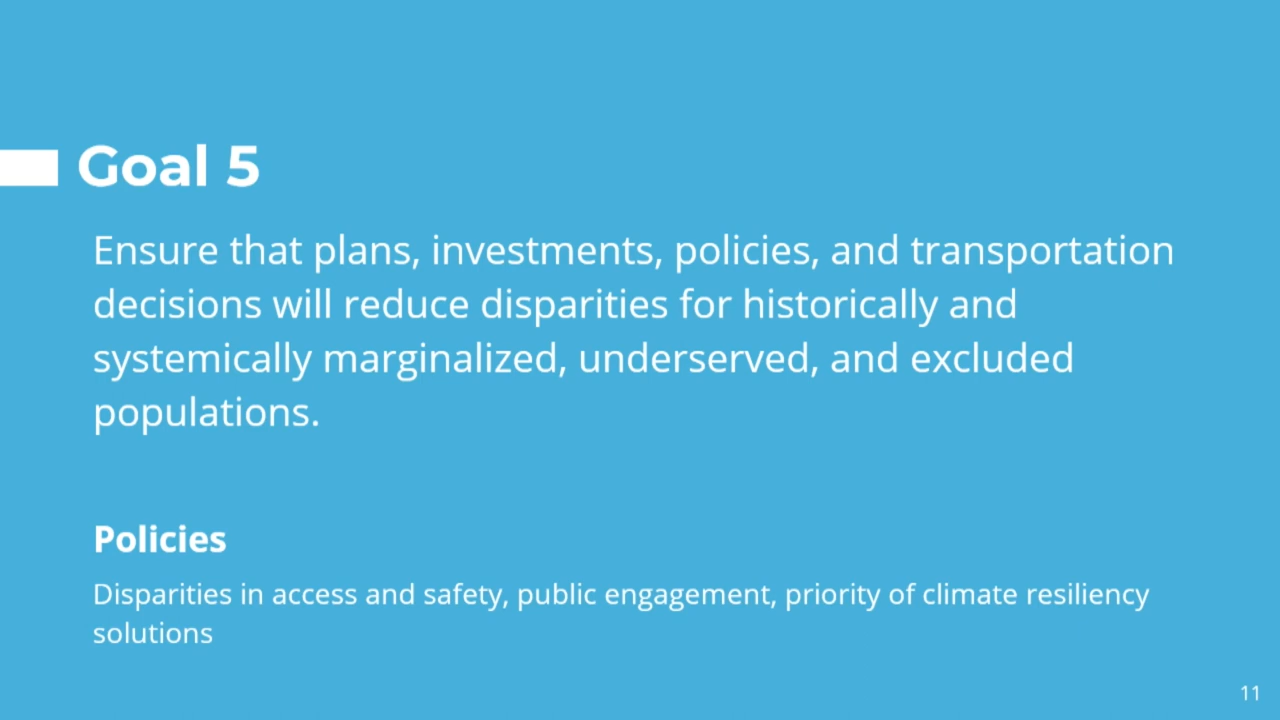 Goal 5
Ensure that plans, investments, policies, and transportation
decisions will reduce disparities for historically and
systemically marginalized, underserved, and excluded
populations.
Policies
Disparities in access and safety, public engagement, priority of climate resiliency
solutions
11